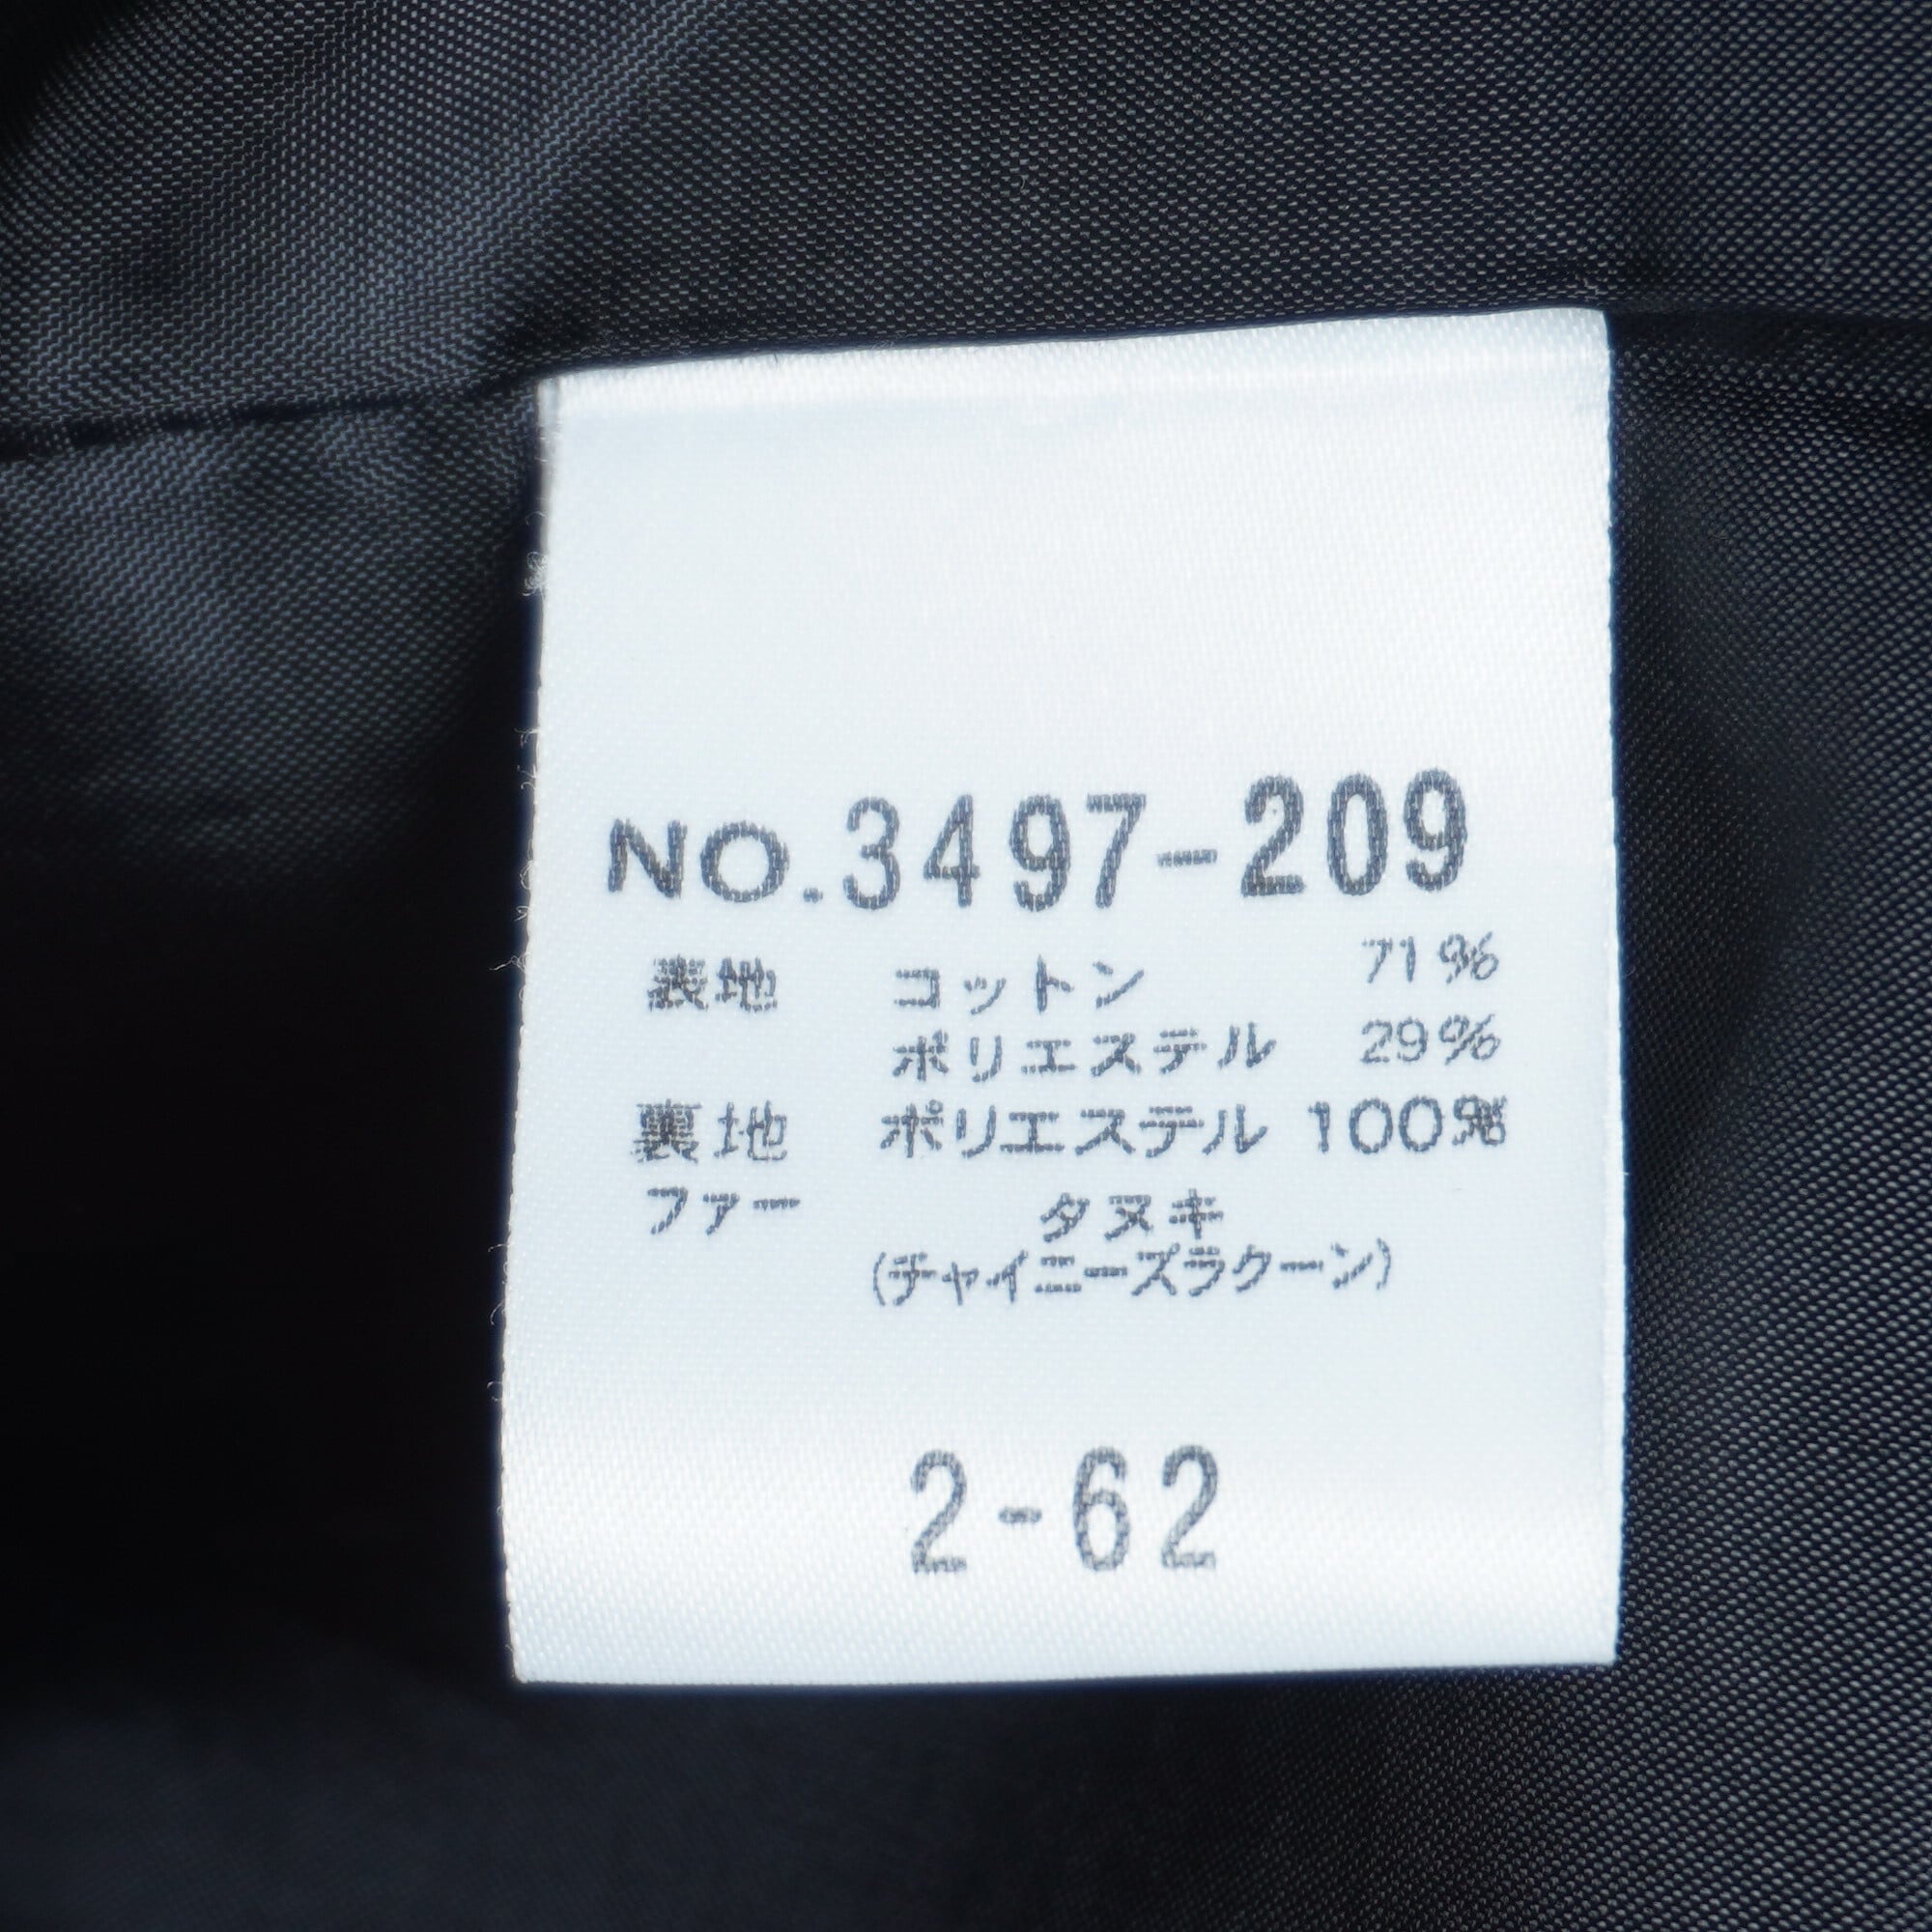 NO.3497-209
表地 コットン 71%
ポリエステル 29%
裏地 ポリエステル 100%
ファー タヌキ
(チャイニーズラクーン)
2-62